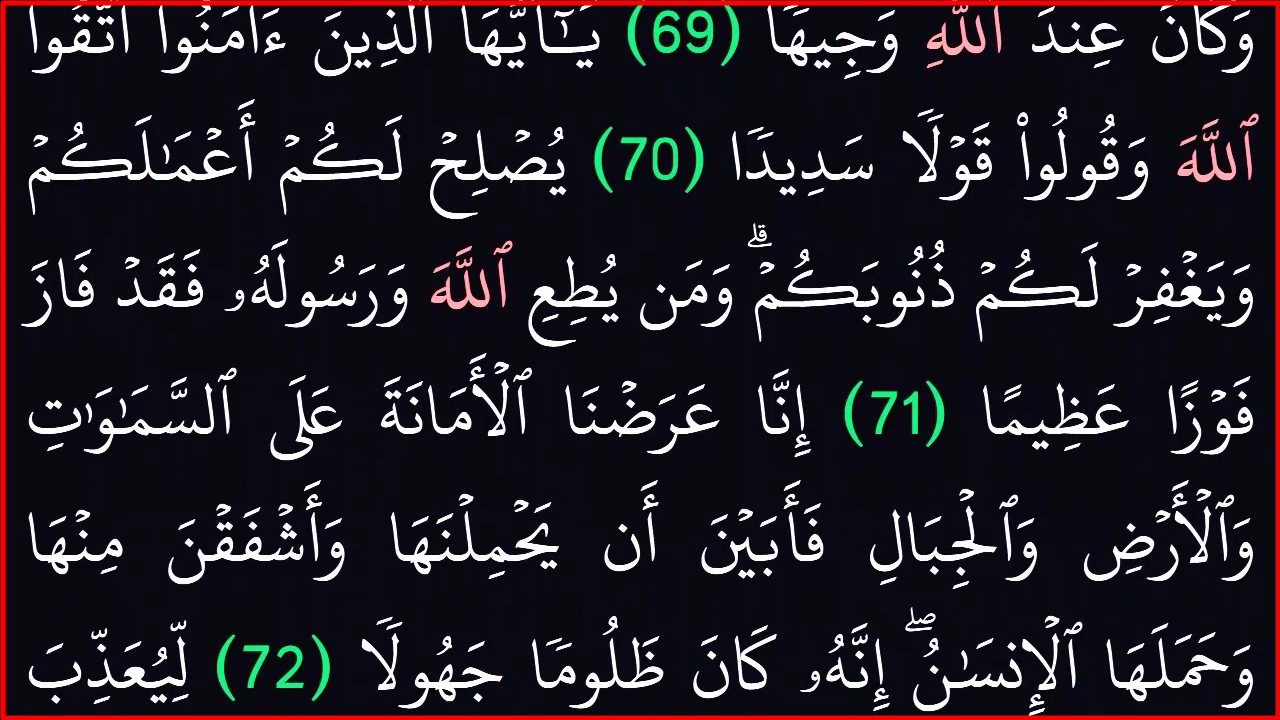 وَكَانَ عِندَ ٱللَّهِ وَجِيهٗا (69) يَـٰٓأَيُّهَا ٱلَّذِينَ ءَامَنُوا ٱتَّقُوا
ٱللَّهَ وَقُولُوا۟ قَوۡلٗا سَدِيدٗا (70) يُصۡلِحۡ لَكُمۡ أَعۡمَٰلَكُمۡ
وَيَغۡفِرۡ لَكُمۡ ذُنُوبَكُمۡۗ وَمَن يُطِعِ ٱللَّهَ وَرَسُولَهُۥ فَقَدۡ فَازَ
فَوۡزًا عَظِيمًا (71) إِنَّا عَرَضۡنَا ٱلۡأَمَانَةَ عَلَى ٱلسَّمَٰوَٰتِ
وَٱلۡأَرۡضِ وَٱلۡجِبَالِ فَأَبَيۡنَ أَن يَحۡمِلۡنَهَا وَأَشۡفَقۡنَ مِنۡهَا
وَحَمَلَهَا ٱلۡإِنسَٰنُۖ إِنَّهُۥ كَانَ ظَلُومٗا جَهُولٗا (72) لِّيُعَذِّبَ